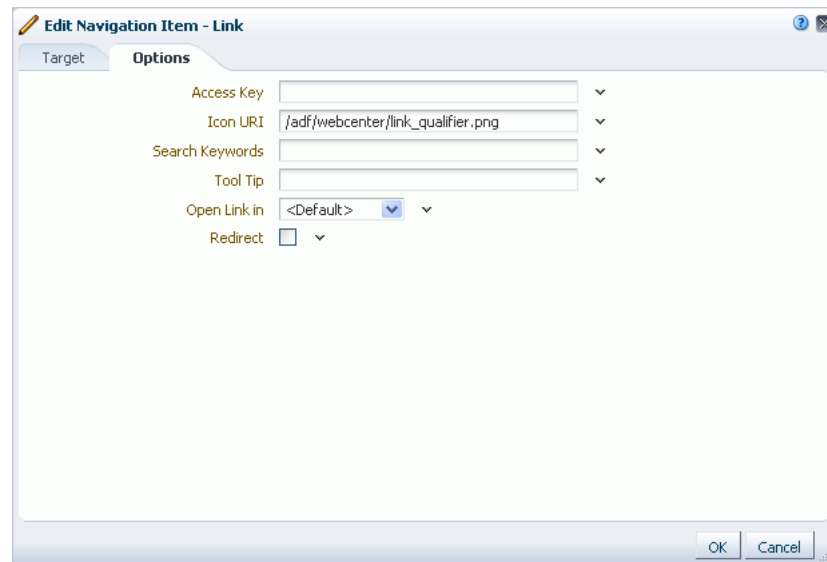 Edit Navigation Item - Link
Target Options
Access Key
Icon URI /adf/webcenter/link_qualifier.png
Search Keywords
Tool Tip
Open Link in <Default>
Redirect
OK Cancel